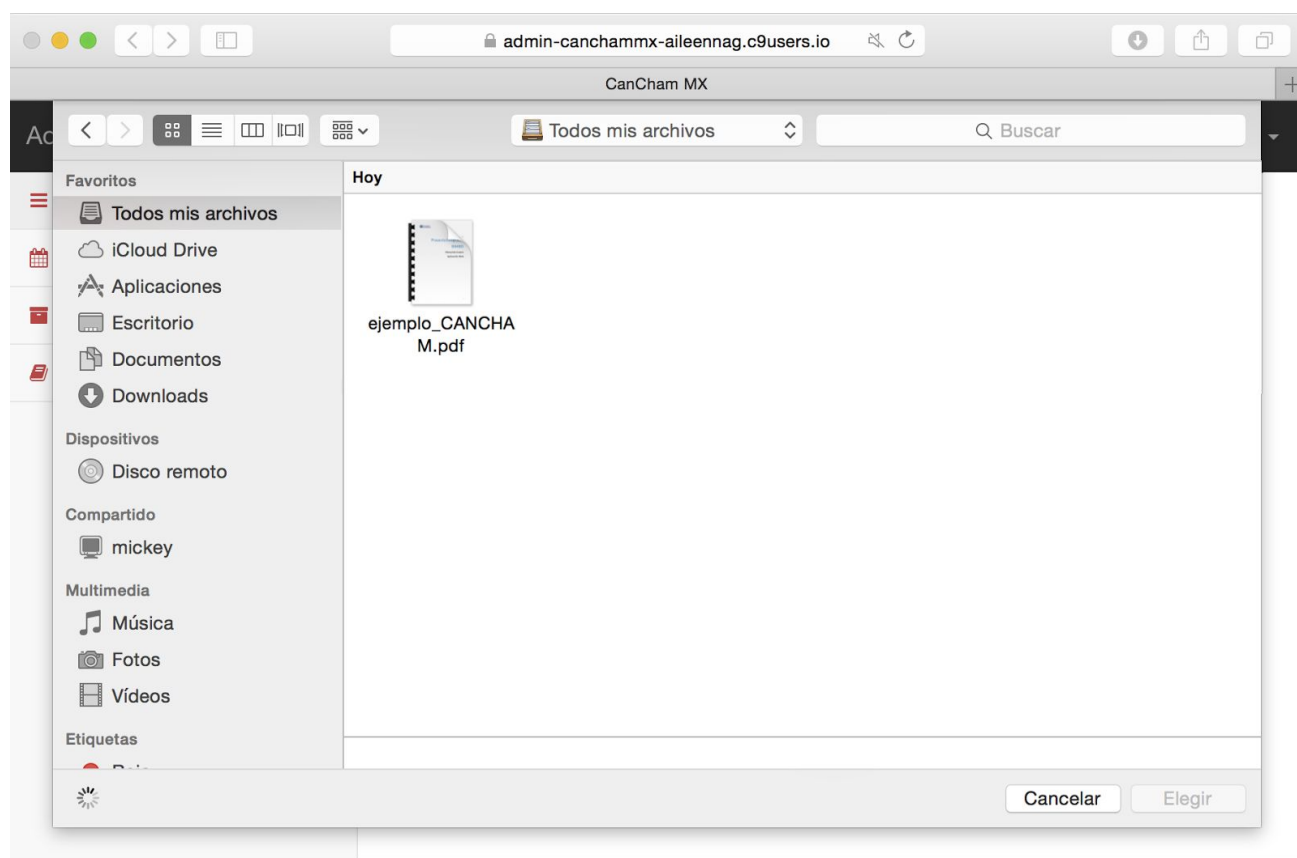 admin-canchammx-aileennag.c9users.io
CanCham MX
Todos mis archivos
Buscar
Favoritos
Todos mis archivos
iCloud Drive
Aplicaciones
Escritorio
Documentos
Downloads
Dispositivos
Disco remoto
Compartido
mickey
Multimedia
Música
Fotos
Vídeos
Etiquetas
Hoy
ejemplo_CANCHA
M.pdf
Cancelar
Elegir